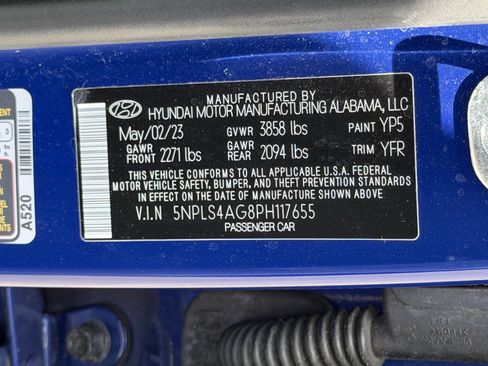 MANUFACTURED BY
HYUNDAI MOTOR MANUFACTURING ALABAMA, LLC
May/02/23 GVWR 3858 lbs PAINT YP5
GAWR FRONT 2271 lbs GAWR REAR 2094 lbs TRIM YFR
THIS VEHICLE CONFORMS TO ALL APPLICABLE U.S.A. FEDERAL
MOTOR VEHICLE SAFETY, BUMPER, AND THEFT PREVENTION STANDARDS
IN EFFECT ON THE DATE OF MANUFACTURE SHOWN ABOVE.
V.I.N 5NPLS4AG8PH117655
PASSENGER CAR
A520
3